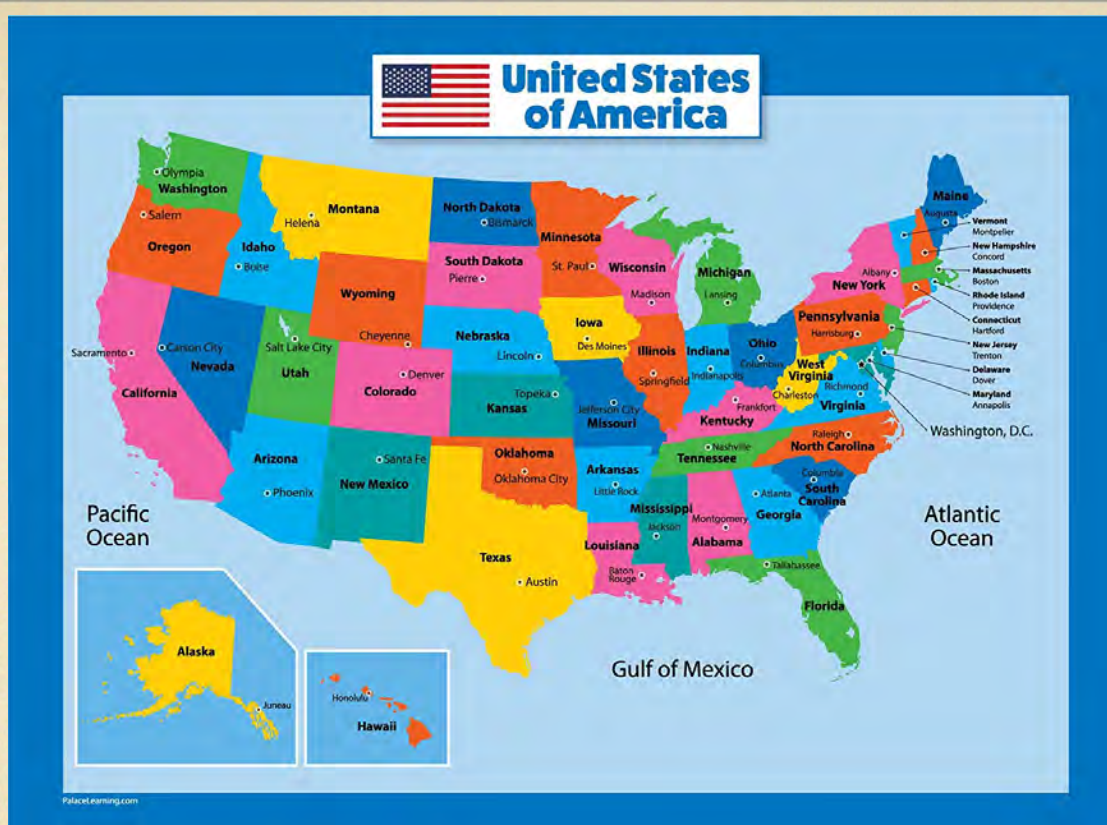 United States
of America
Olympia
Washington
Salem
Oregon
Idaho
Boise
Montana
Helena
North Dakota
Bismarck
South Dakota
Pierre
Minnesota
St. Paul
Wisconsin
Madison
Michigan
Lansing
Maine
Augusta
Vermont
Montpelier
New Hampshire
Concord
Massachusetts
Boston
Rhode Island
Providence
Connecticut
Hartford
New Jersey
Trenton
Delaware
Dover
Maryland
Annapolis
Washington, D.C.
Albany
New York
Pennsylvania
Harrisburg
Wyoming
Cheyenne
Nebraska
Lincoln
Iowa
Des Moines
Illinois
Springfield
Indiana
Indianapolis
Ohio
Columbus
West
Virginia
Charleston
Richmond
Virginia
Sacramento
California
Carson City
Nevada
Salt Lake City
Utah
Denver
Colorado
Topeka
Kansas
Jefferson City
Missouri
Frankfort
Kentucky
Nashville
Tennessee
Raleigh
North Carolina
Columbia
South
Carolina
Arizona
Phoenix
Santa Fe
New Mexico
Oklahoma
Oklahoma City
Arkansas
Little Rock
Mississippi
Jackson
Montgomery
Alabama
Atlanta
Georgia
Texas
Austin
Louisiana
Baton
Rouge
Tallahassee
Florida
Pacific
Ocean
Atlantic
Ocean
Gulf of Mexico
Alaska
Juneau
Honolulu
Hawaii
PalaceLearning.com